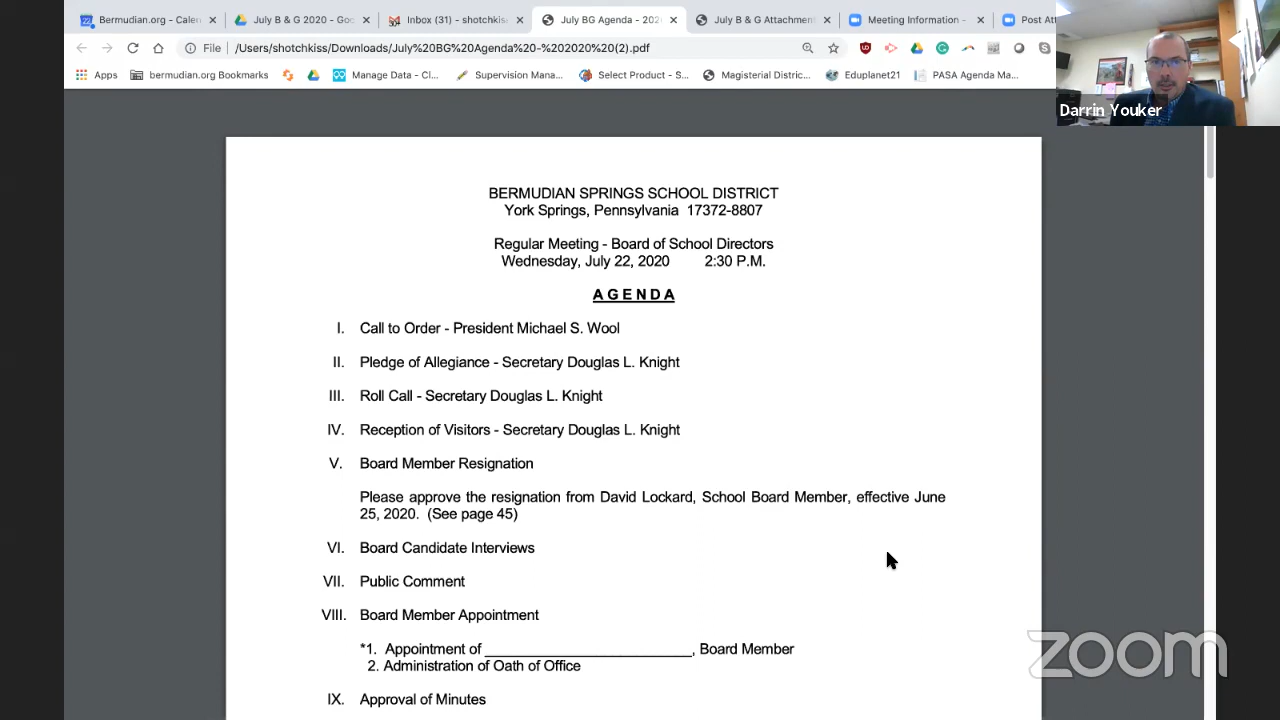 Bermudian.org - Calen
July B & G 2020 - Goo
Inbox (31) - shotchkiss
July BG Agenda - 2020
July B & G Attachment
Meeting Information -
Post Att
File /Users/shotchkiss/Downloads/July%20BG%20Agenda%20-%202020%20(2).pdf
Apps
bermudian.org Bookmarks
Manage Data - Cl...
Supervision Mana...
Select Product - S...
Magisterial Distric...
Eduplanet21
PASA Agenda Ma...
Darrin Youker
BERMUDIAN SPRINGS SCHOOL DISTRICT
York Springs, Pennsylvania 17372-8807
Regular Meeting - Board of School Directors
Wednesday, July 22, 2020 2:30 P.M.
A G E N D A
I. Call to Order - President Michael S. Wool
II. Pledge of Allegiance - Secretary Douglas L. Knight
III. Roll Call - Secretary Douglas L. Knight
IV. Reception of Visitors - Secretary Douglas L. Knight
V. Board Member Resignation
Please approve the resignation from David Lockard, School Board Member, effective June
25, 2020. (See page 45)
VI. Board Candidate Interviews
VII. Public Comment
VIII. Board Member Appointment
*1. Appointment of _________________________, Board Member
2. Administration of Oath of Office
IX. Approval of Minutes
zoom